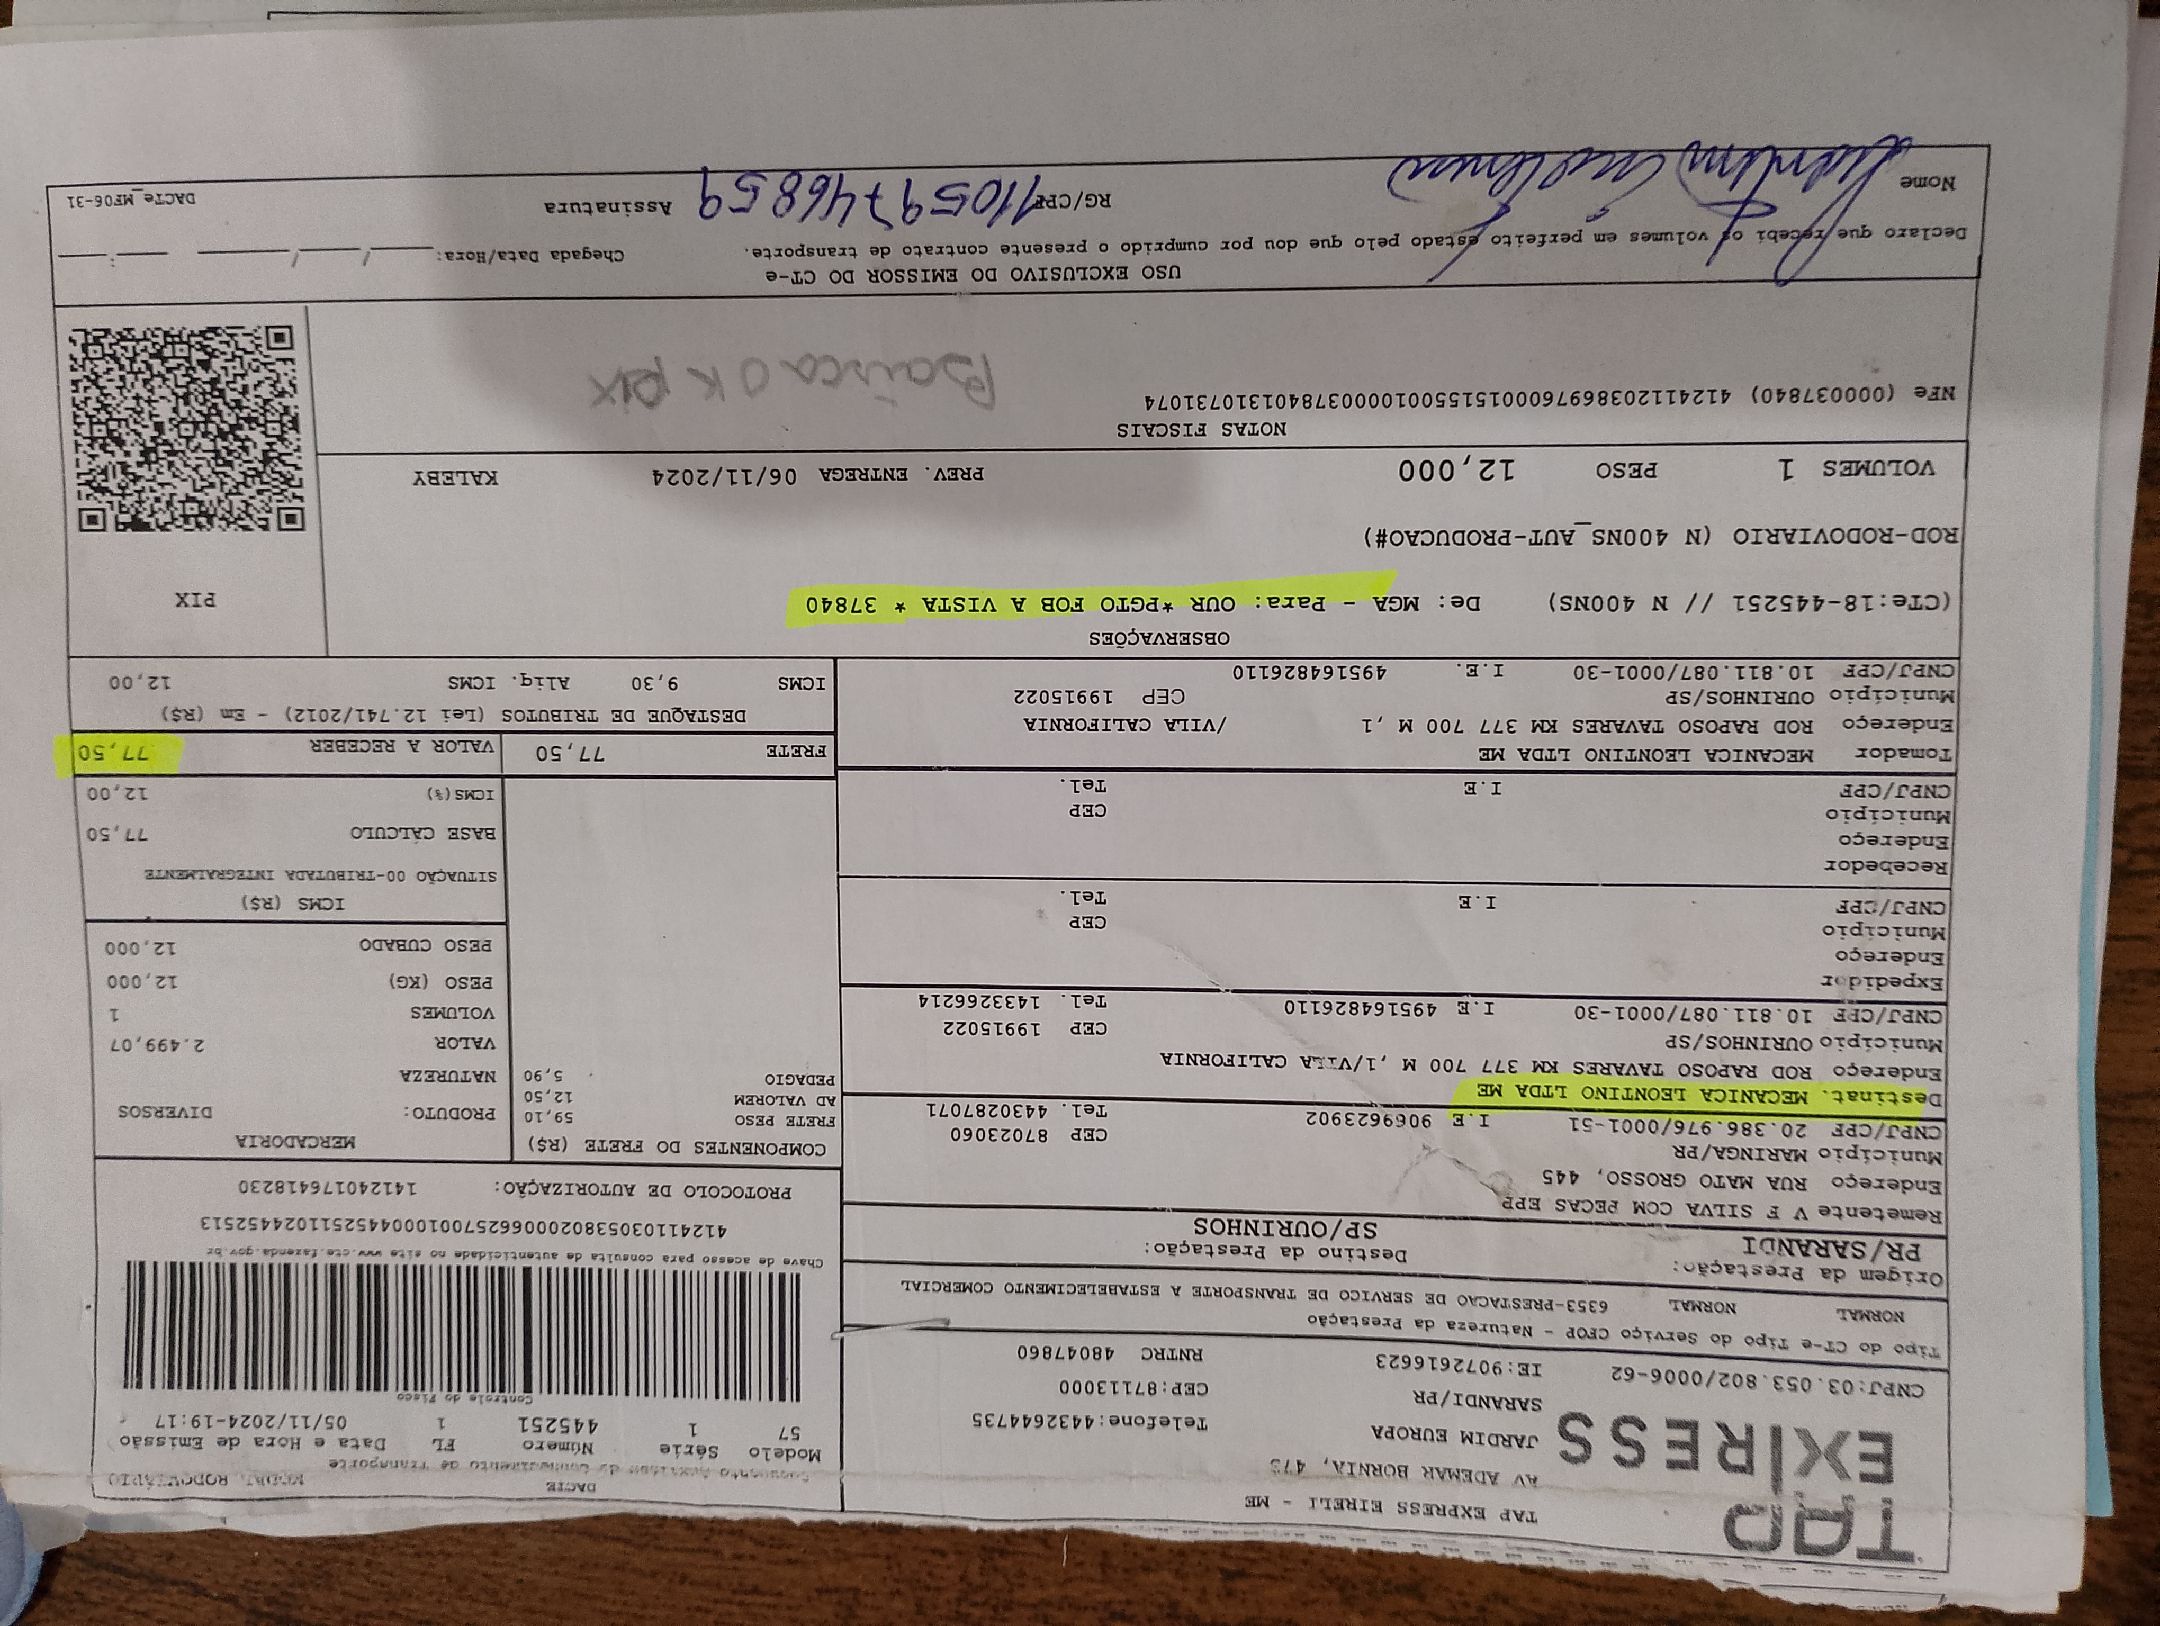 TAP EXPRESS
TAP EXPRESS EIRELI - ME
AV ADEMAR BORNIA, 475
JARDIM EUROPA Telefone:4432644735
SARANDI/PR CEP:87113000
CNPJ:03.053.802/0006-62 IE:9072616623 RNTRC 48047860
DACTE MODAL RODOVIÁRIO
Documento Auxiliar do Conhecimento de Transporte
Modelo Série Número FL Data e Hora de Emissão
57 1 445251 1 05/11/2024-19:17
Controle do Fisco
Chave de acesso para consulta de autenticidade no site www.cte.fazenda.gov.br
41241103053802000662570010004452511024452513
PROTOCOLO DE AUTORIZAÇÃO: 141240176418230
Tipo do CT-e Tipo do Serviço CFOP - Natureza da Prestação
NORMAL NORMAL 6353-PRESTACAO DE SERVICO DE TRANSPORTE A ESTABELECIMENTO COMERCIAL
Origem da Prestação: Destino da Prestação:
PR/SARANDI SP/OURINHOS
Remetente V F SILVA COM PECAS EPP
Endereço RUA MATO GROSSO, 445
Município MARINGA/PR CEP 87023060
CNPJ/CPF 20.386.976/0001-51 I.E 9069623902 Tel. 4430287071
Destinat. MECANICA LEONTINO LTDA ME
Endereço ROD RAPOSO TAVARES KM 377 700 M ,1/VILA CALIFORNIA
Município OURINHOS/SP CEP 19915022
CNPJ/CPF 10.811.087/0001-30 I.E 495164826110 Tel. 1433266214
Expedidor
Endereço
Município CEP
CNPJ/CPF I.E Tel.
Recebedor
Endereço
Município CEP
CNPJ/CPF I.E Tel.
Tomador MECANICA LEONTINO LTDA ME
Endereço ROD RAPOSO TAVARES KM 377 700 M ,1 /VILA CALIFORNIA
Município OURINHOS/SP CEP 19915022
CNPJ/CPF 10.811.087/0001-30 I.E. 495164826110
COMPONENTES DO FRETE (R$)
FRETE PESO 59,10
AD VALOREM 12,50
PEDAGIO 5,90
MERCADORIA
PRODUTO: DIVERSOS
NATUREZA
VALOR 2.499,07
VOLUMES 1
PESO (KG) 12,000
PESO CUBADO 12,000
ICMS (R$)
SITUAÇÃO 00-TRIBUTADA INTEGRALMENTE
BASE CÁLCULO 77,50
ICMS(%) 12,00
FRETE 77,50 VALOR A RECEBER 77,50
DESTAQUE DE TRIBUTOS (Lei 12.741/2012) - Em (R$)
ICMS 9,30 Aliq. ICMS 12,00
OBSERVAÇÕES
(CTe:18-445251 // N 400NS) De: MGA - Para: OUR *PGTO FOB A VISTA * 37840
PIX
ROD-RODOVIARIO (N 400NS_AUT-PRODUCAO#)
VOLUMES 1 PESO 12,000 PREV. ENTREGA 06/11/2024 KALEBY
NOTAS FISCAIS
NFe (000037840) 41241120386976000151550010000378401310731074
Baixa OK pix
USO EXCLUSIVO DO EMISSOR DO CT-e
Declaro que recebi os volumes em perfeito estado pelo que dou por cumprido o presente contrato de transporte. Chegada Data/Hora: / / :
Nome RG/CPF 11059746859 Assinatura DACTe_MF06-31